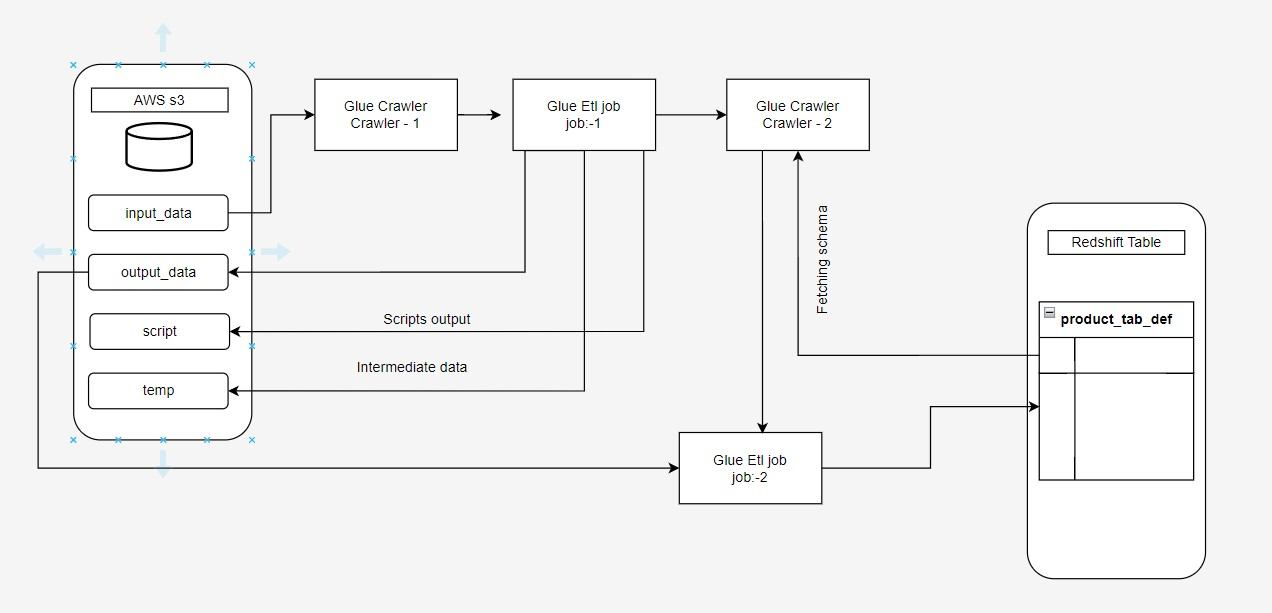 AWS s3
input_data
output_data
script
temp
Glue Crawler
Crawler - 1
Glue Etl job
job:-1
Glue Crawler
Crawler - 2
Scripts output
Intermediate data
Fetching schema
Glue Etl job
job:-2
Redshift Table
product_tab_def